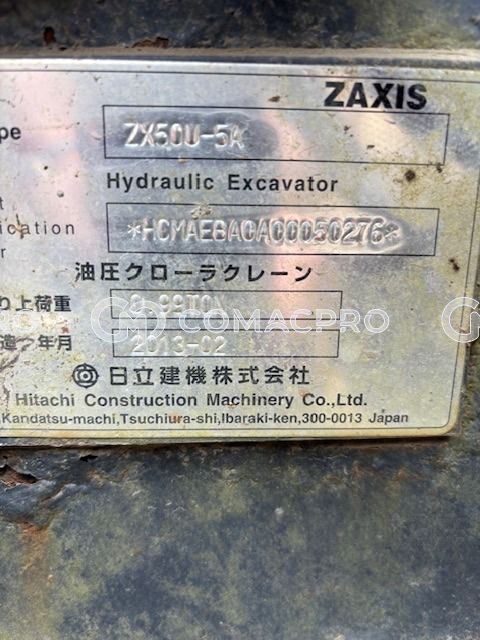 ZAXIS
pe ZX50U-5A
Hydraulic Excavator
t
ication *HCMAEBA0A00050276*
r
油圧クローラクレーン
り上荷重 0.99TON
造 年月 2013-02
日立建機株式会社
Hitachi Construction Machinery Co.,Ltd.
,Kandatsu-machi,Tsuchiura-shi,Ibaraki-ken,300-0013 Japan
COMACPRO